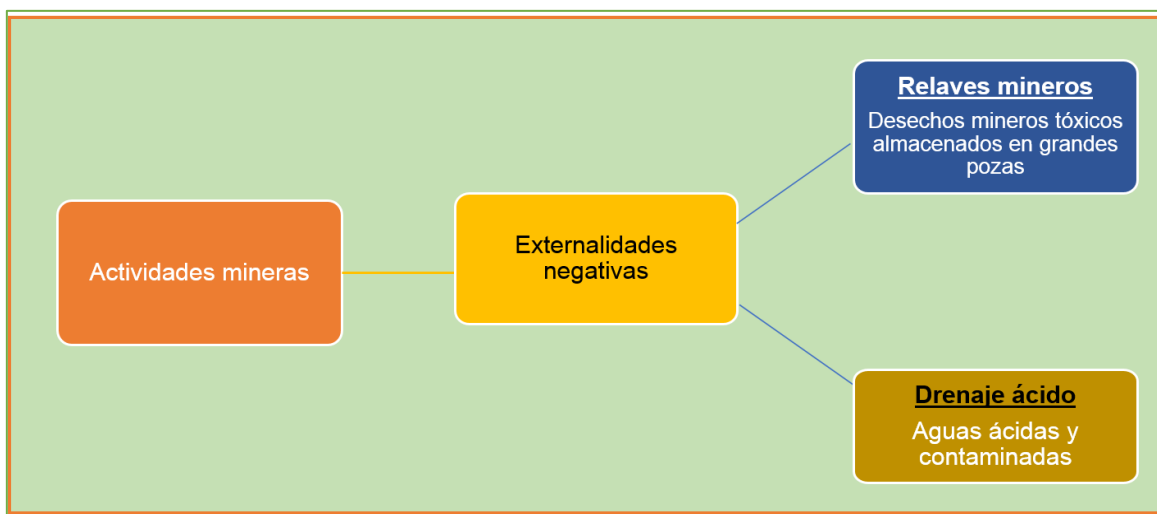 Actividades mineras
Externalidades
negativas
Relaves mineros
Desechos mineros tóxicos
almacenados en grandes
pozas
Drenaje ácido
Aguas ácidas y
contaminadas